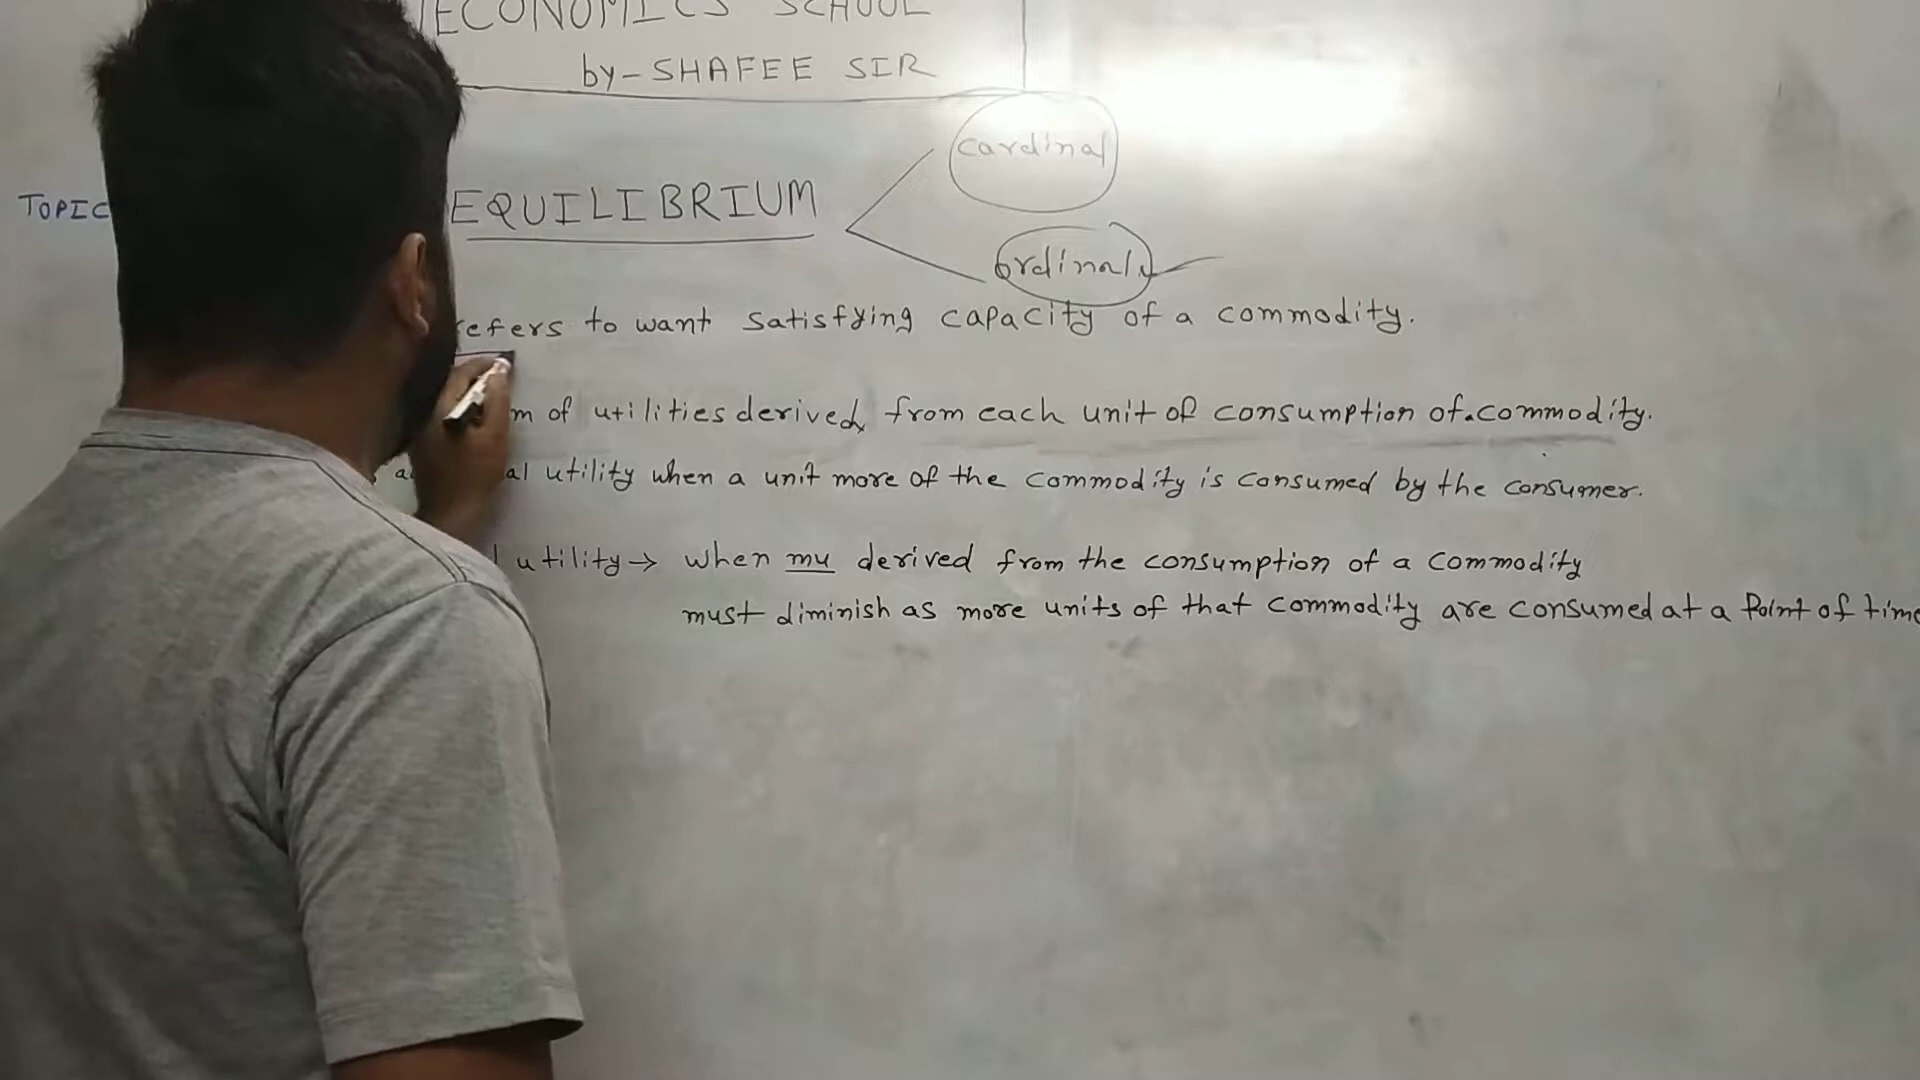 ECONOMICS SCHOOL
by-SHAFEE SIR
cardinal
TOPIC EQUILIBRIUM
ordinal
refers to want satisfying capacity of a commodity.
of utilities derived from each unit of consumption of commodity.
utility when a unit more of the commodity is consumed by the consumer.
utility → when mu derived from the consumption of a commodity
must diminish as more units of that commodity are consumed at a point of time